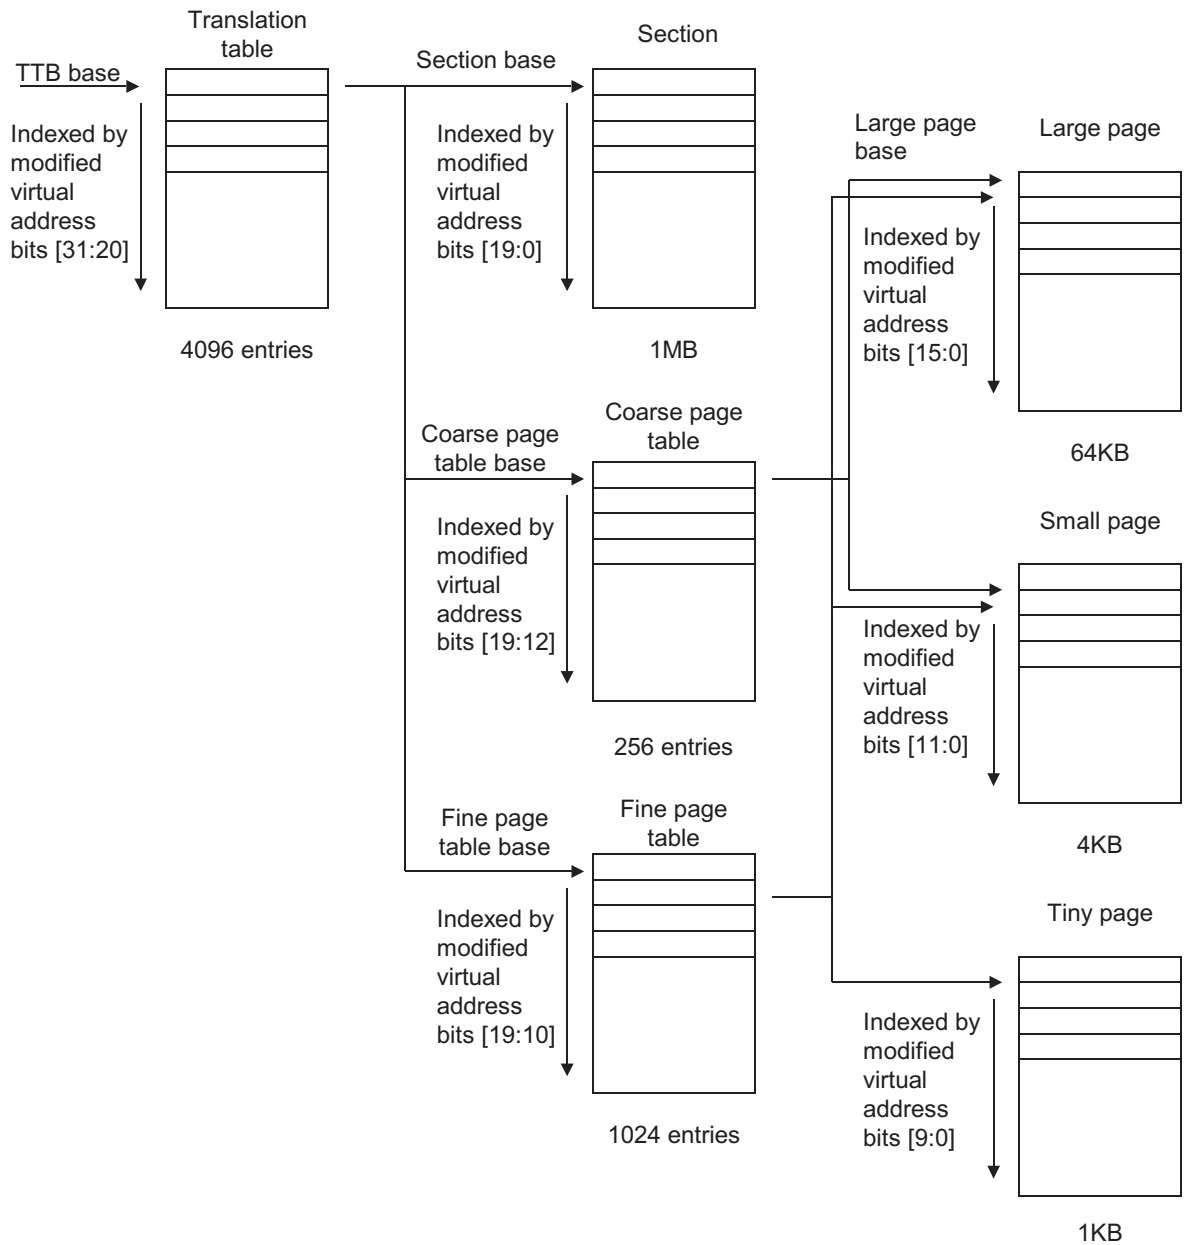 Translation
table
TTB base
Indexed by
modified
virtual
address
bits [31:20]
4096 entries
Section base
Section
Indexed by
modified
virtual
address
bits [19:0]
1MB
Coarse page
table base
Coarse page
table
Indexed by
modified
virtual
address
bits [19:12]
256 entries
Fine page
table base
Fine page
table
Indexed by
modified
virtual
address
bits [19:10]
1024 entries
Large page
base
Large page
Indexed by
modified
virtual
address
bits [15:0]
64KB
Small page
Indexed by
modified
virtual
address
bits [11:0]
4KB
Tiny page
Indexed by
modified
virtual
address
bits [9:0]
1KB